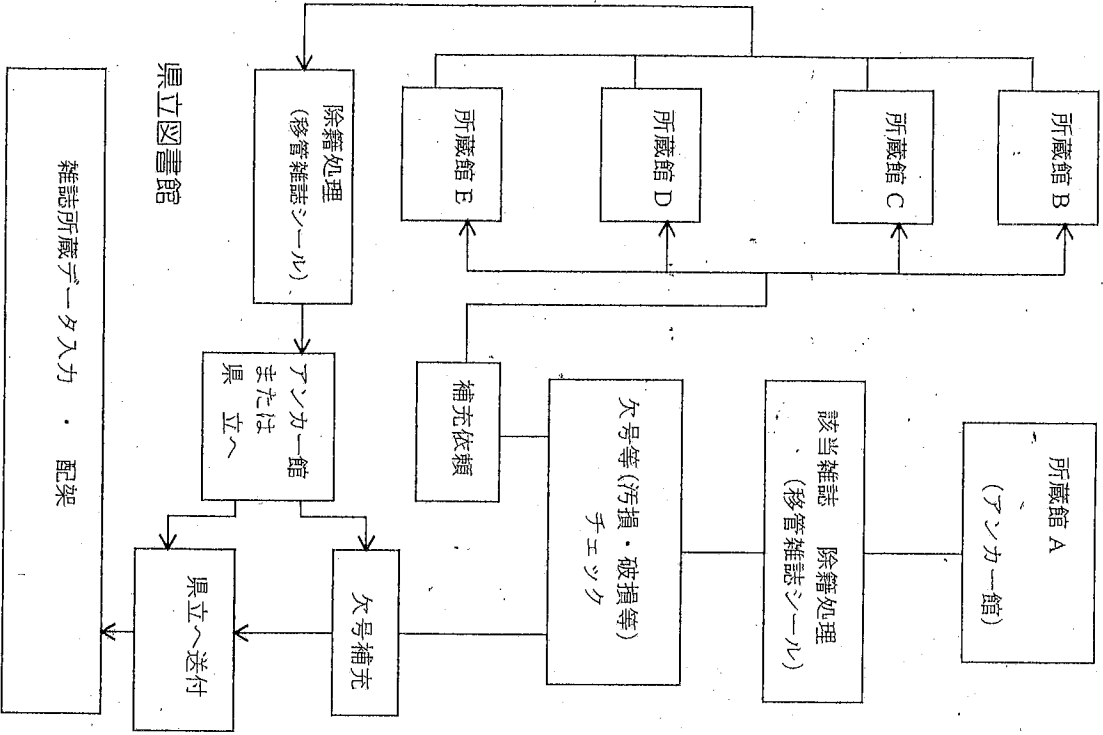 所蔵館 A
(アンカー館)
該当雑誌 除籍処理
(移管雑誌シール)
欠号等(汚損・破損等)
チェック
補充依頼
所蔵館 B
所蔵館 C
所蔵館 D
所蔵館 E
除籍処理
(移管雑誌シール)
アンカー館
または
県 立へ
欠号補充
県立へ送付
県立図書館
雑誌所蔵データ入力 ・ 配架